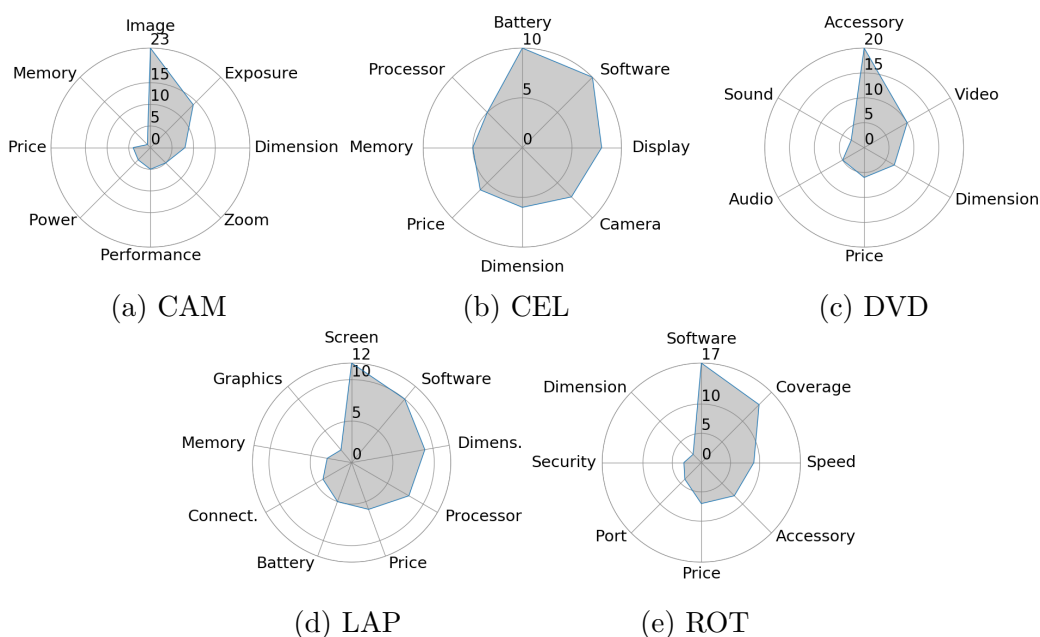 Image
23
15
10
5
0
Memory
Exposure
Price
Dimension
Power
Zoom
Performance
(a) CAM
Battery
10
5
0
Processor
Software
Memory
Display
Price
Camera
Dimension
(b) CEL
Accessory
20
15
10
5
0
Sound
Video
Audio
Dimension
Price
(c) DVD
Screen
12
10
5
0
Graphics
Software
Memory
Dimens.
Connect.
Processor
Battery
Price
(d) LAP
Software
17
10
5
0
Dimension
Coverage
Security
Speed
Port
Accessory
Price
(e) ROT